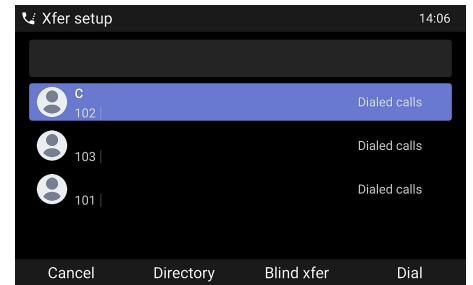 Xfer setup 14:06
C
102 | Dialed calls
103 | Dialed calls
101 | Dialed calls
Cancel Directory Blind xfer Dial